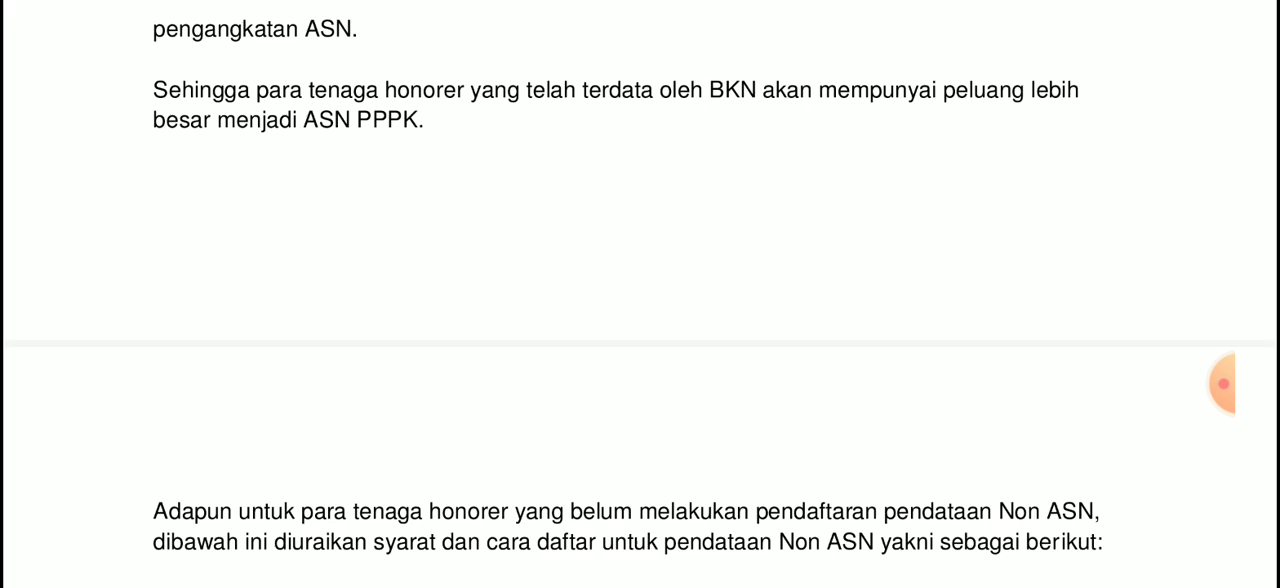 pengangkatan ASN.
Sehingga para tenaga honorer yang telah terdata oleh BKN akan mempunyai peluang lebih
besar menjadi ASN PPPK.
Adapun untuk para tenaga honorer yang belum melakukan pendaftaran pendataan Non ASN,
dibawah ini diuraikan syarat dan cara daftar untuk pendataan Non ASN yakni sebagai berikut: